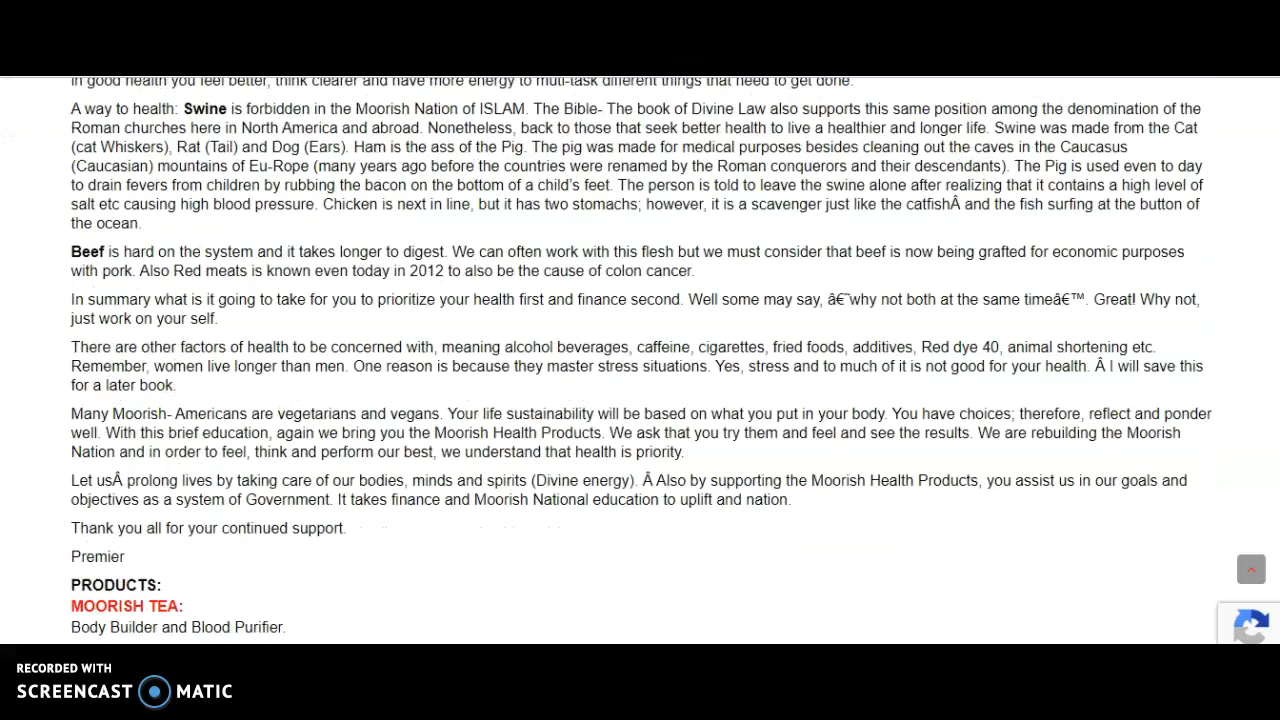 in good health you feel better, think clearer and have more energy to muti-task different things that need to get done.
A way to health: Swine is forbidden in the Moorish Nation of ISLAM. The Bible- The book of Divine Law also supports this same position among the denomination of the
Roman churches here in North America and abroad. Nonetheless, back to those that seek better health to live a healthier and longer life. Swine was made from the Cat
(cat Whiskers), Rat (Tail) and Dog (Ears). Ham is the ass of the Pig. The pig was made for medical purposes besides cleaning out the caves in the Caucasus
(Caucasian) mountains of Eu-Rope (many years ago before the countries were renamed by the Roman conquerors and their descendants). The Pig is used even to day
to drain fevers from children by rubbing the bacon on the bottom of a child's feet. The person is told to leave the swine alone after realizing that it contains a high level of
salt etc causing high blood pressure. Chicken is next in line, but it has two stomachs; however, it is a scavenger just like the catfishÂ and the fish surfing at the button of
the ocean.
Beef is hard on the system and it takes longer to digest. We can often work with this flesh but we must consider that beef is now being grafted for economic purposes
with pork. Also Red meats is known even today in 2012 to also be the cause of colon cancer.
In summary what is it going to take for you to prioritize your health first and finance second. Well some may say, â€˜why not both at the same timeâ€™. Great! Why not,
just work on your self.
There are other factors of health to be concerned with, meaning alcohol beverages, caffeine, cigarettes, fried foods, additives, Red dye 40, animal shortening etc.
Remember, women live longer than men. One reason is because they master stress situations. Yes, stress and to much of it is not good for your health. Â I will save this
for a later book.
Many Moorish- Americans are vegetarians and vegans. Your life sustainability will be based on what you put in your body. You have choices; therefore, reflect and ponder
well. With this brief education, again we bring you the Moorish Health Products. We ask that you try them and feel and see the results. We are rebuilding the Moorish
Nation and in order to feel, think and perform our best, we understand that health is priority.
Let usÂ prolong lives by taking care of our bodies, minds and spirits (Divine energy). Â Also by supporting the Moorish Health Products, you assist us in our goals and
objectives as a system of Government. It takes finance and Moorish National education to uplift and nation.
Thank you all for your continued support.
Premier
PRODUCTS:
MOORISH TEA:
Body Builder and Blood Purifier.
RECORDED WITH
SCREENCAST MATIC